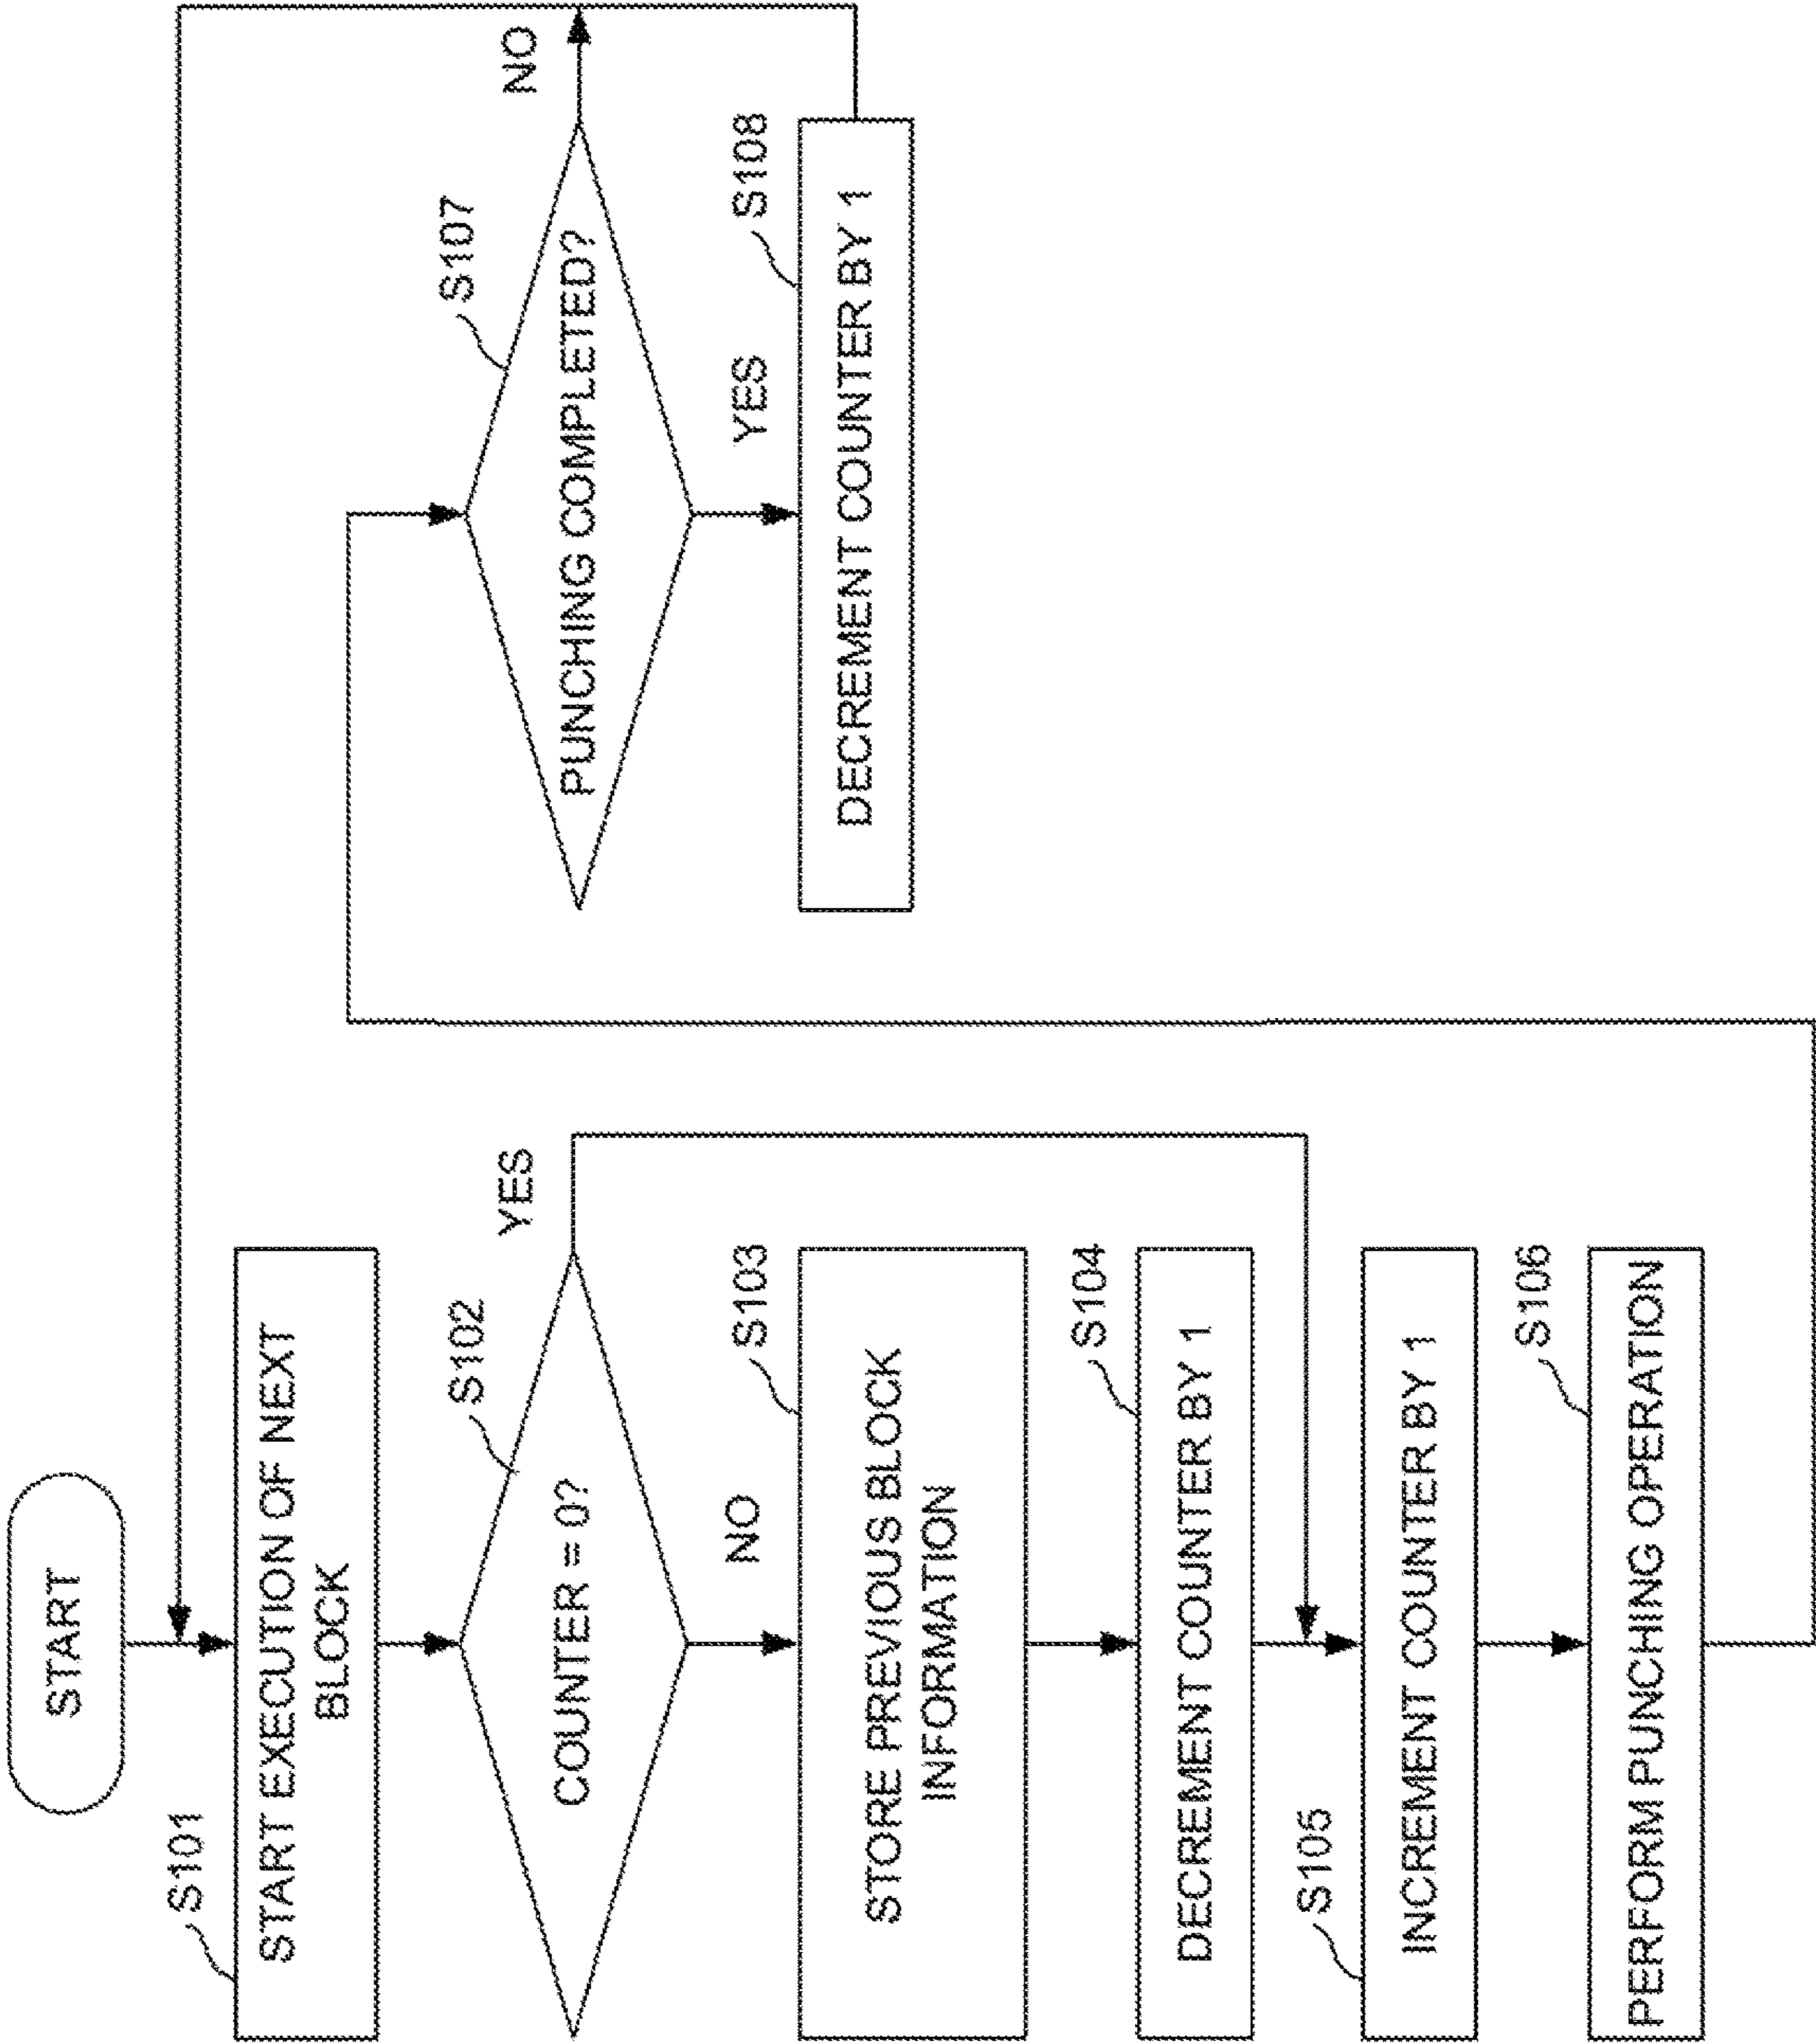 START
S101
START EXECUTION OF NEXT
BLOCK
S102
COUNTER = 0?
YES
NO
S103
STORE PREVIOUS BLOCK
INFORMATION
S104
DECREMENT COUNTER BY 1
S105
INCREMENT COUNTER BY 1
S106
PERFORM PUNCHING OPERATION
S107
PUNCHING COMPLETED?
NO
YES
S108
DECREMENT COUNTER BY 1